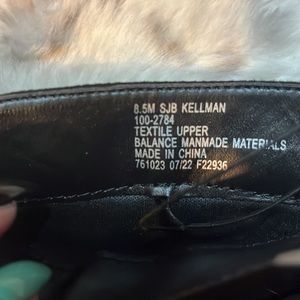 8.5M SJB KELLMAN
100-2784
TEXTILE UPPER
BALANCE MANMADE MATERIALS
MADE IN CHINA
761023 07/22 F22936